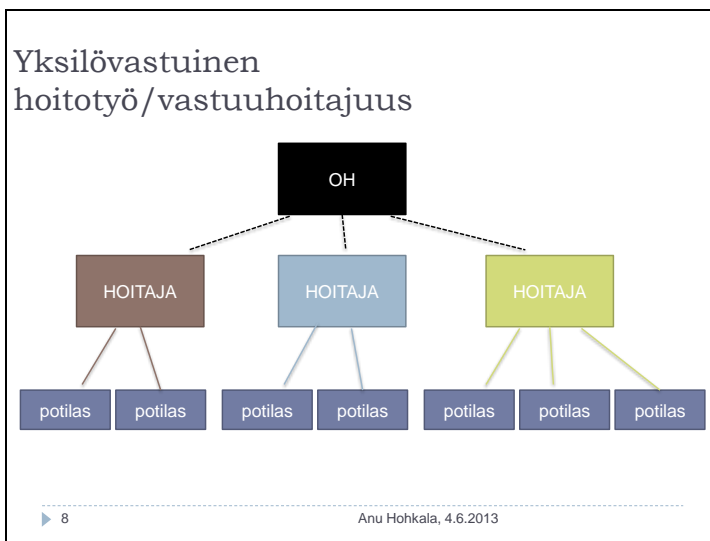 Yksilövastuinen
hoitotyö/vastuuhoitajuus
OH
HOITAJA HOITAJA HOITAJA
potilas potilas potilas potilas potilas potilas potilas
8 Anu Hohkala, 4.6.2013